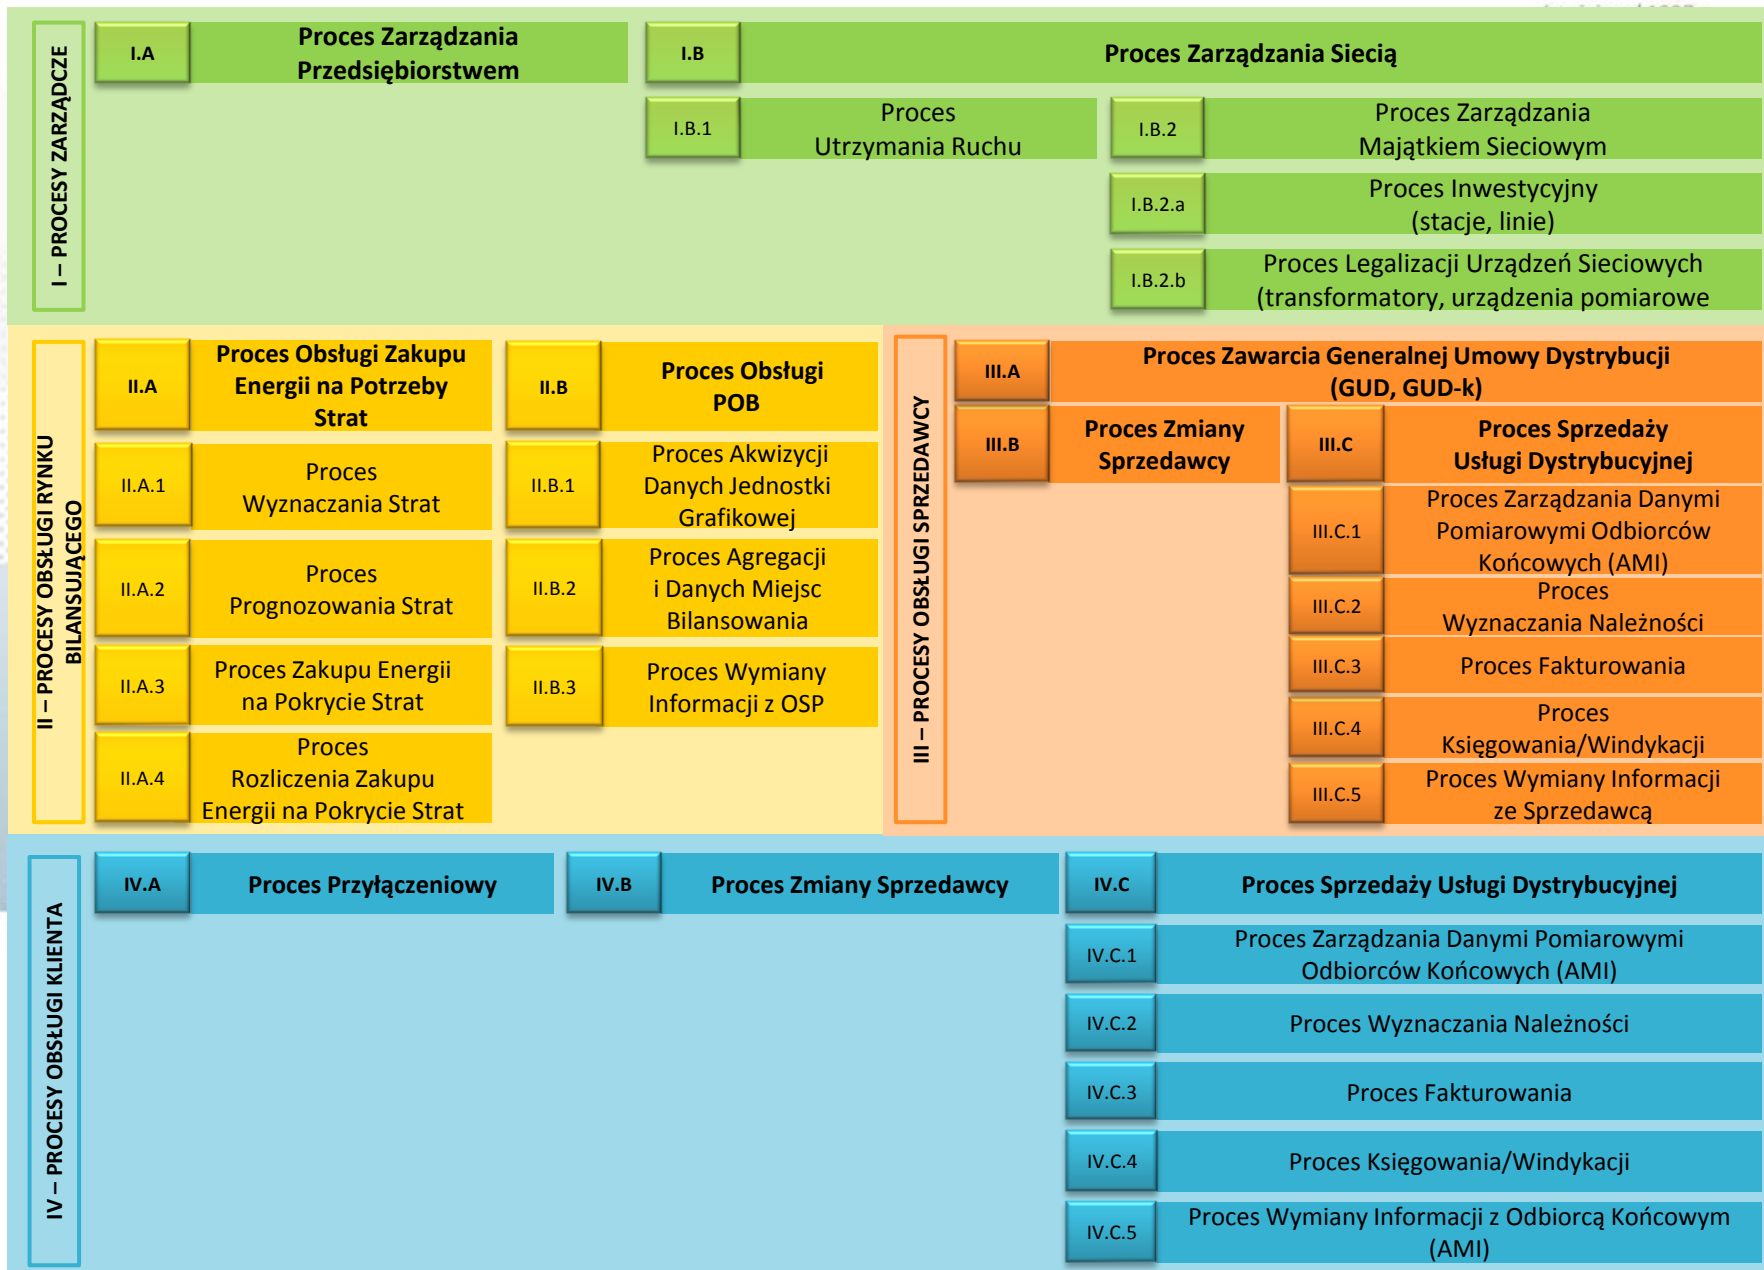 I – PROCESY ZARZĄDCZE
I.A
Proces Zarządzania
Przedsiębiorstwem
I.B
Proces Zarządzania Siecią
I.B.1
Proces
Utrzymania Ruchu
I.B.2
Proces Zarządzania
Majątkiem Sieciowym
I.B.2.a
Proces Inwestycyjny
(stacje, linie)
I.B.2.b
Proces Legalizacji Urządzeń Sieciowych
(transformatory, urządzenia pomiarowe
II – PROCESY OBSŁUGI RYNKU
BILANSUJĄCEGO
II.A
Proces Obsługi Zakupu
Energii na Potrzeby
Strat
II.A.1
Proces
Wyznaczania Strat
II.A.2
Proces
Prognozowania Strat
II.A.3
Proces Zakupu Energii
na Pokrycie Strat
II.A.4
Proces
Rozliczenia Zakupu
Energii na Pokrycie Strat
II.B
Proces Obsługi
POB
II.B.1
Proces Akwizycji
Danych Jednostki
Grafikowej
II.B.2
Proces Agregacji
i Danych Miejsc
Bilansowania
II.B.3
Proces Wymiany
Informacji z OSP
III – PROCESY OBSŁUGI SPRZEDAWCY
III.A
Proces Zawarcia Generalnej Umowy Dystrybucji
(GUD, GUD-k)
III.B
Proces Zmiany
Sprzedawcy
III.C
Proces Sprzedaży
Usługi Dystrybucyjnej
III.C.1
Proces Zarządzania Danymi
Pomiarowymi Odbiorców
Końcowych (AMI)
III.C.2
Proces
Wyznaczania Należności
III.C.3
Proces Fakturowania
III.C.4
Proces
Księgowania/Windykacji
III.C.5
Proces Wymiany Informacji
ze Sprzedawcą
IV – PROCESY OBSŁUGI KLIENTA
IV.A
Proces Przyłączeniowy
IV.B
Proces Zmiany Sprzedawcy
IV.C
Proces Sprzedaży Usługi Dystrybucyjnej
IV.C.1
Proces Zarządzania Danymi Pomiarowymi
Odbiorców Końcowych (AMI)
IV.C.2
Proces Wyznaczania Należności
IV.C.3
Proces Fakturowania
IV.C.4
Proces Księgowania/Windykacji
IV.C.5
Proces Wymiany Informacji z Odbiorcą Końcowym
(AMI)